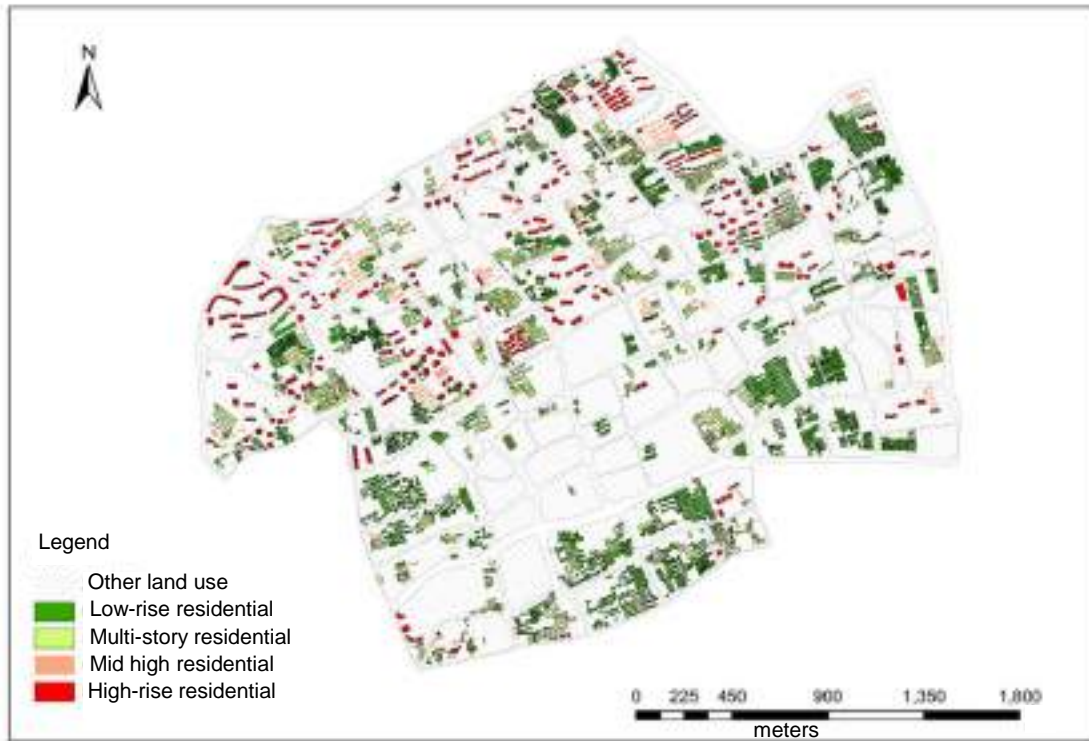 N
Legend
Other land use
Low-rise residential
Multi-story residential
Mid high residential
High-rise residential
0 225 450 900 1,350 1,800
meters